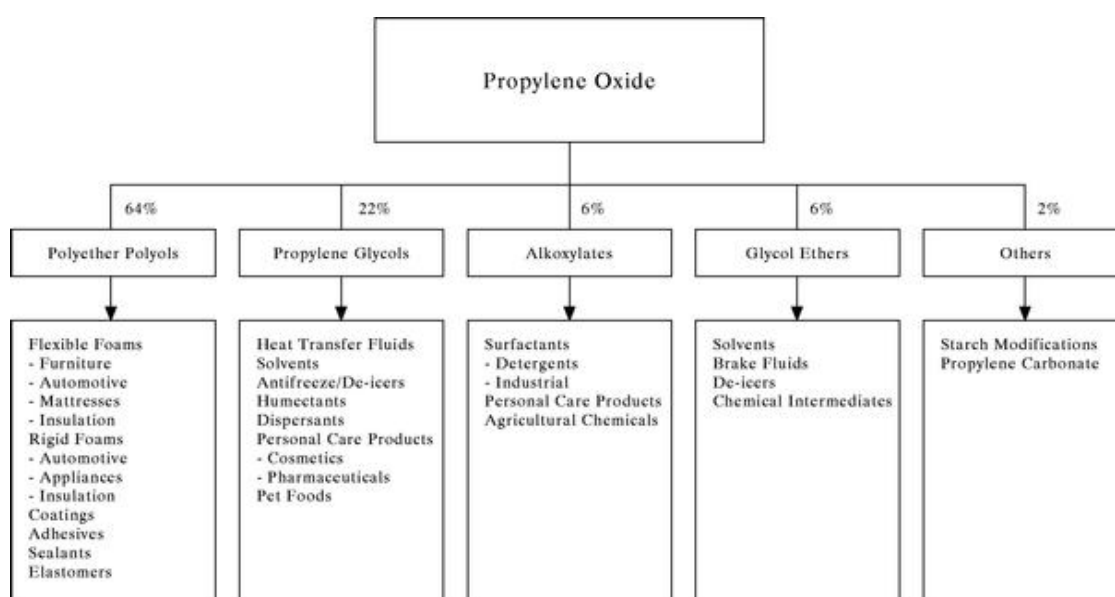 Propylene Oxide
64%
22%
6%
6%
2%
Polyether Polyols
Propylene Glycols
Alkoxylates
Glycol Ethers
Others
Flexible Foams
- Furniture
- Automotive
- Mattresses
- Insulation
Rigid Foams
- Automotive
- Appliances
- Insulation
Coatings
Adhesives
Sealants
Elastomers
Heat Transfer Fluids
Solvents
Antifreeze/De-icers
Humectants
Dispersants
Personal Care Products
- Cosmetics
- Pharmaceuticals
Pet Foods
Surfactants
- Detergents
- Industrial
Personal Care Products
Agricultural Chemicals
Solvents
Brake Fluids
De-icers
Chemical Intermediates
Starch Modifications
Propylene Carbonate